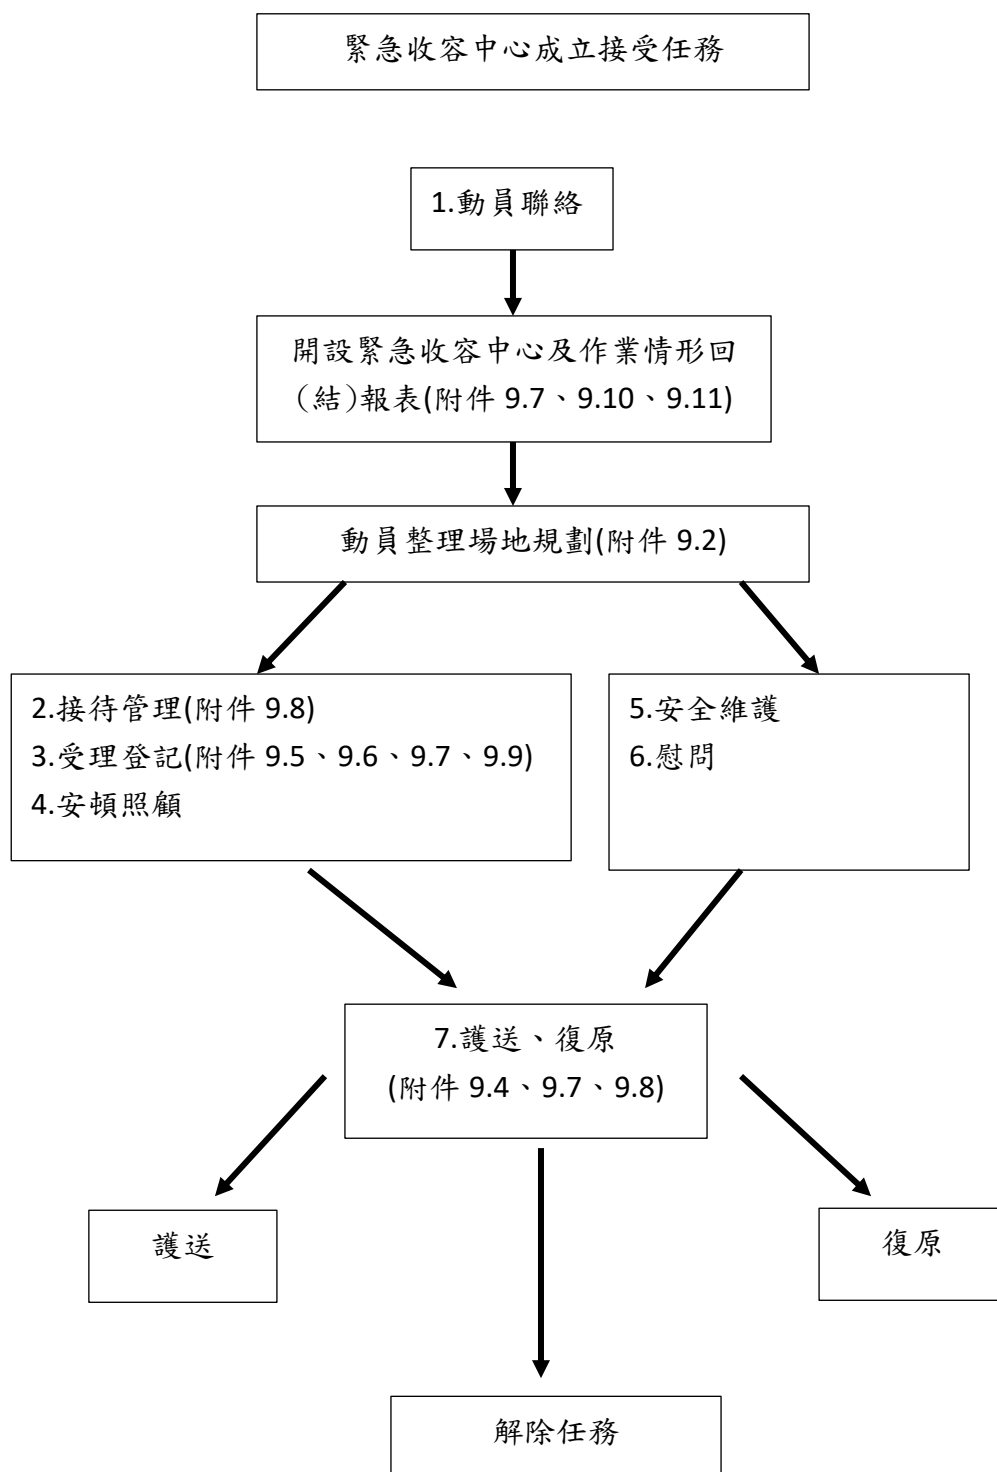 緊急收容中心成立接受任務
1.動員聯絡
開設緊急收容中心及作業情形回
(結)報表(附件 9.7、9.10、9.11)
動員整理場地規劃(附件 9.2)
2.接待管理(附件 9.8)
3.受理登記(附件 9.5、9.6、9.7、9.9)
4.安頓照顧
5.安全維護
6.慰問
7.護送、復原
(附件 9.4、9.7、9.8)
護送
復原
解除任務